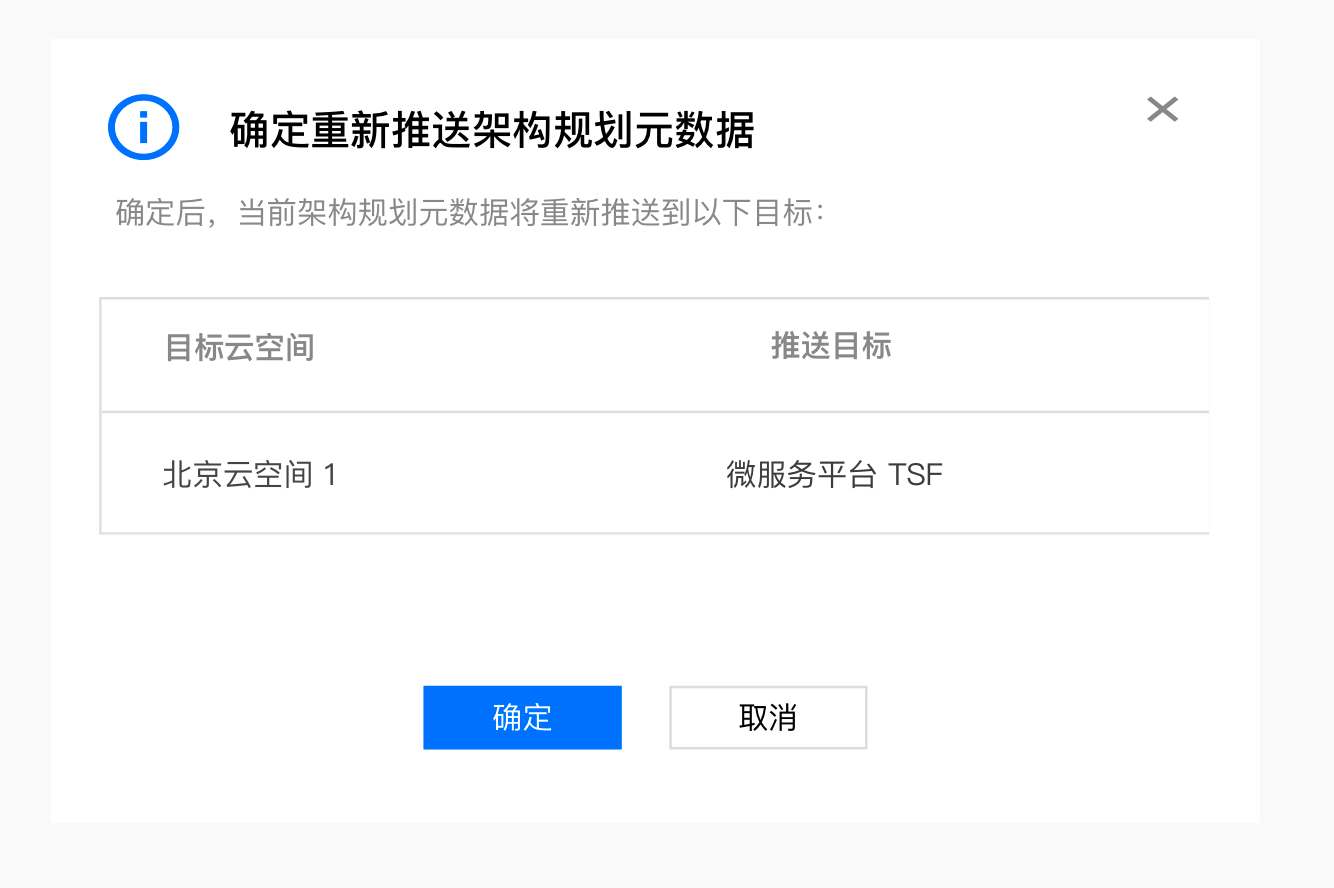 确定重新推送架构规划元数据
确定后，当前架构规划元数据将重新推送到以下目标：
目标云空间 推送目标
北京云空间 1 微服务平台 TSF
确定 取消